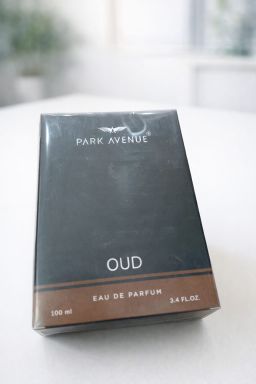 PARK AVENUE®
OUD
EAU DE PARFUM
100 ml 3.4 FL.OZ.